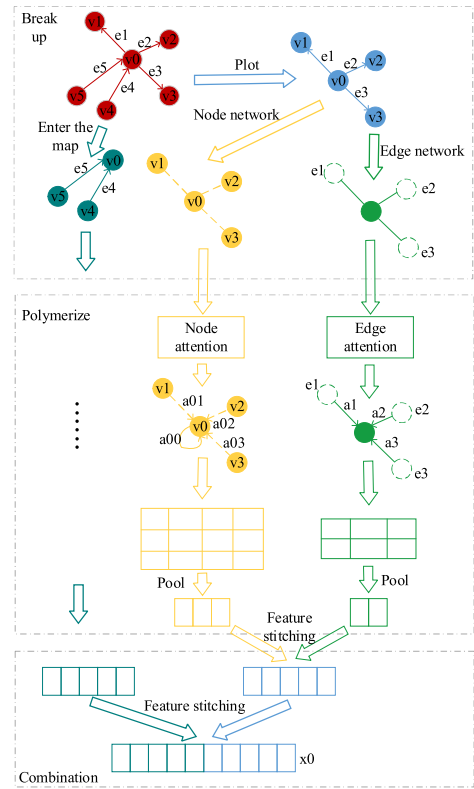 Break
up
v1
e1
e2
v2
v0
e5
e3
e4
v5
v4
v3
Plot
v1
e1
e2
v2
v0
e3
v3
Enter the
map
Node network
Edge network
v0
e5
e4
v5
v4
v1
v2
v0
v3
e1
e2
e3
Polymerize
Node
attention
Edge
attention
v1
a01
v2
v0
a02
a00
a03
v3
e1
a1
a2
e2
a3
e3
Pool
Pool
Feature
stitching
Feature stitching
x0
Combination